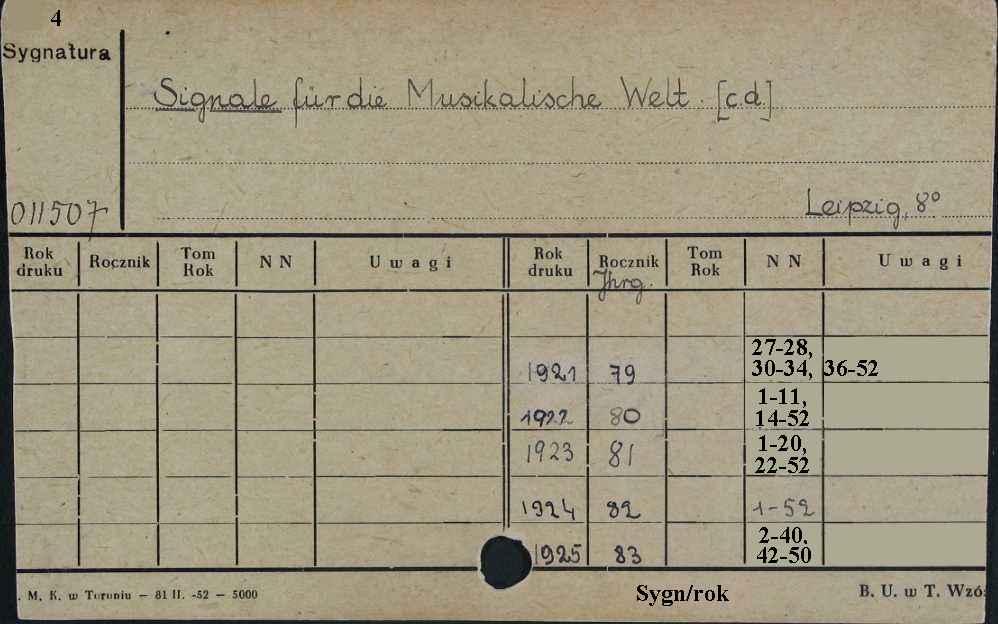 4
Sygnatura
Signale für die Musikalische Welt. [c.d.]
011507
Leipzig, 8°
Rok druku Rocznik Tom Rok N N Uwagi Rok druku Rocznik Tom Rok N N Uwagi
Jhrg.
27-28,
1921 79 30-34, 36-52
1-11,
1922 80 14-52
1-20,
1923 81 22-52
1924 82 1-52
2-40,
1925 83 42-50
. M. K. w Toruniu — 81 II. -52 — 5000 Sygn/rok B. U. w T. Wzó